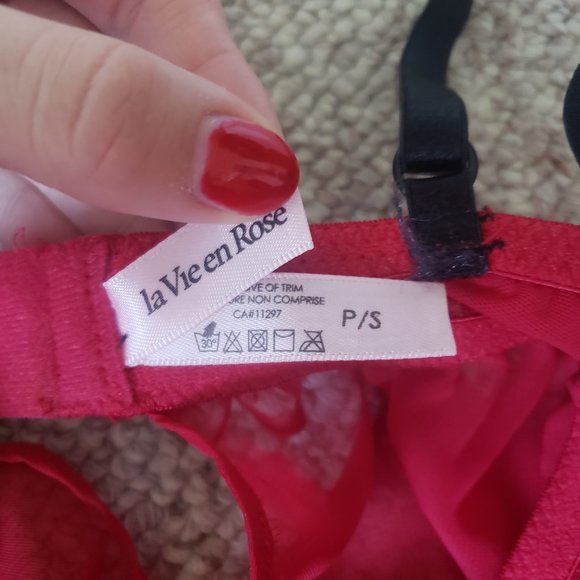 la Vie en Rose
OF TRIM
NON COMPRISE
CA#11297
P/S
30°